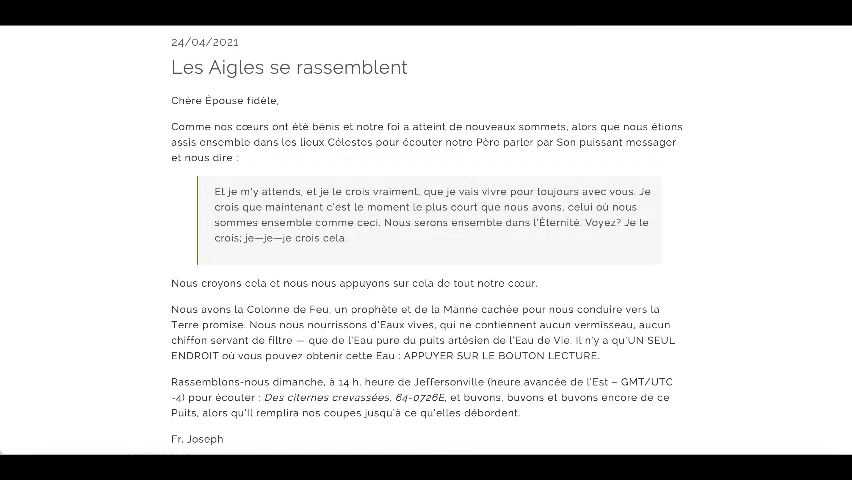 24/04/2021
Les Aigles se rassemblent
Chère Épouse fidèle,
Comme nos cœurs ont été bénis et notre foi a atteint de nouveaux sommets, alors que nous étions
assis ensemble dans les lieux Célestes pour écouter notre Père parler par Son puissant messager
et nous dire :
Et je m'y attends, et je le crois vraiment, que je vais vivre pour toujours avec vous. Je
crois que maintenant c'est le moment le plus court que nous avons, celui où nous
sommes ensemble comme ceci. Nous serons ensemble dans l'Éternité. Voyez? Je le
crois; je—je—je crois cela.
Nous croyons cela et nous nous appuyons sur cela de tout notre cœur.
Nous avons la Colonne de Feu, un prophète et de la Manne cachée pour nous conduire vers la
Terre promise. Nous nous nourrissons d'Eaux vives, qui ne contiennent aucun vermisseau, aucun
chiffon servant de filtre — que de l'Eau pure du puits artésien de l'Eau de Vie. Il n'y a qu'UN SEUL
ENDROIT où vous pouvez obtenir cette Eau : APPUYER SUR LE BOUTON LECTURE.
Rassemblons-nous dimanche, à 14 h, heure de Jeffersonville (heure avancée de l'Est – GMT/UTC
-4) pour écouter : Des citernes crevassées, 64-0726E, et buvons, buvons et buvons encore de ce
Puits, alors qu'Il remplira nos coupes jusqu'à ce qu'elles débordent.
Fr. Joseph